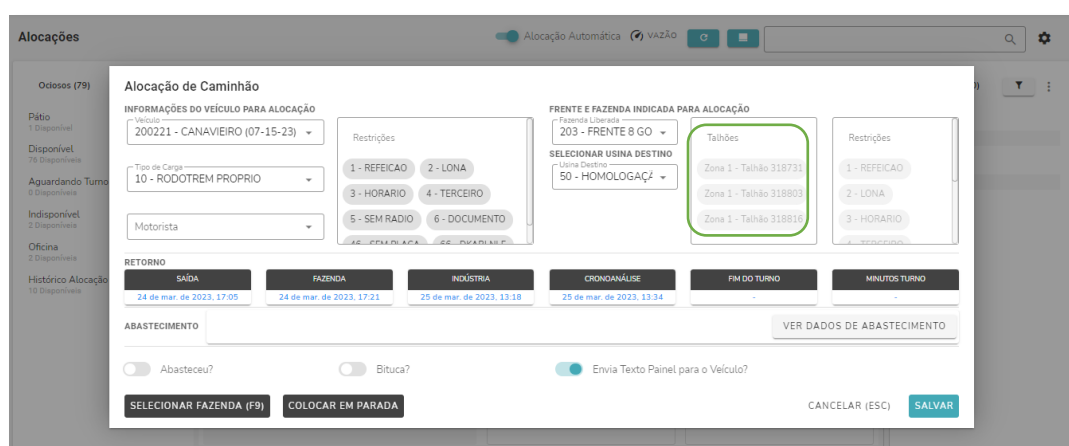 Alocações
Alocação Automática
VAZÃO
Ociosos (79)
Pátio
1 Disponível
Disponível
76 Disponíveis
Aguardando Turno
0 Disponíveis
Indisponível
2 Disponíveis
Oficina
2 Disponíveis
Histórico Alocação
10 Disponíveis
Alocação de Caminhão
INFORMAÇÕES DO VEÍCULO PARA ALOCAÇÃO
Veículo
200221 - CANAVIEIRO (07-15-23)
Tipo de Carga
10 - RODOTREM PROPRIO
Motorista
Restrições
1 - REFEICAO 2 - LONA
3 - HORARIO 4 - TERCEIRO
5 - SEM RADIO 6 - DOCUMENTO
46 - SEM PLACA
FRENTE E FAZENDA INDICADA PARA ALOCAÇÃO
Fazenda Liberada
203 - FRENTE 8 GO
SELECIONAR USINA DESTINO
Usina Destino
50 - HOMOLOGAÇÃ
Talhões
Zona 1 - Talhão 318731
Zona 1 - Talhão 318803
Zona 1 - Talhão 318816
Restrições
1 - REFEICAO
2 - LONA
3 - HORARIO
4 - TERCEIRO
RETORNO
SAÍDA FAZENDA INDÚSTRIA CRONOANÁLISE FIM DO TURNO MINUTOS TURNO
24 de mar. de 2023, 17:05 24 de mar. de 2023, 17:21 25 de mar. de 2023, 13:18 25 de mar. de 2023, 13:34 - -
ABASTECIMENTO
VER DADOS DE ABASTECIMENTO
Abasteceu? Bituca? Envia Texto Painel para o Veículo?
SELECIONAR FAZENDA (F9) COLOCAR EM PARADA CANCELAR (ESC) SALVAR